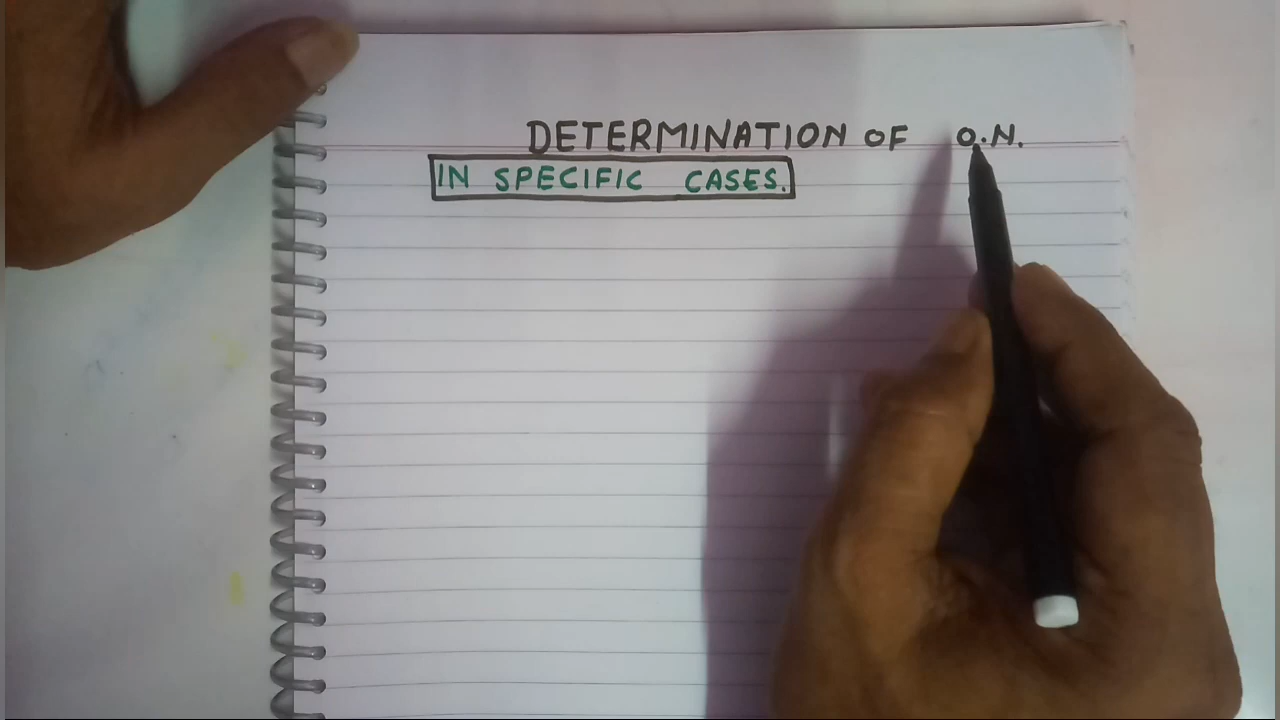 DETERMINATION OF O.N.
IN SPECIFIC CASES.